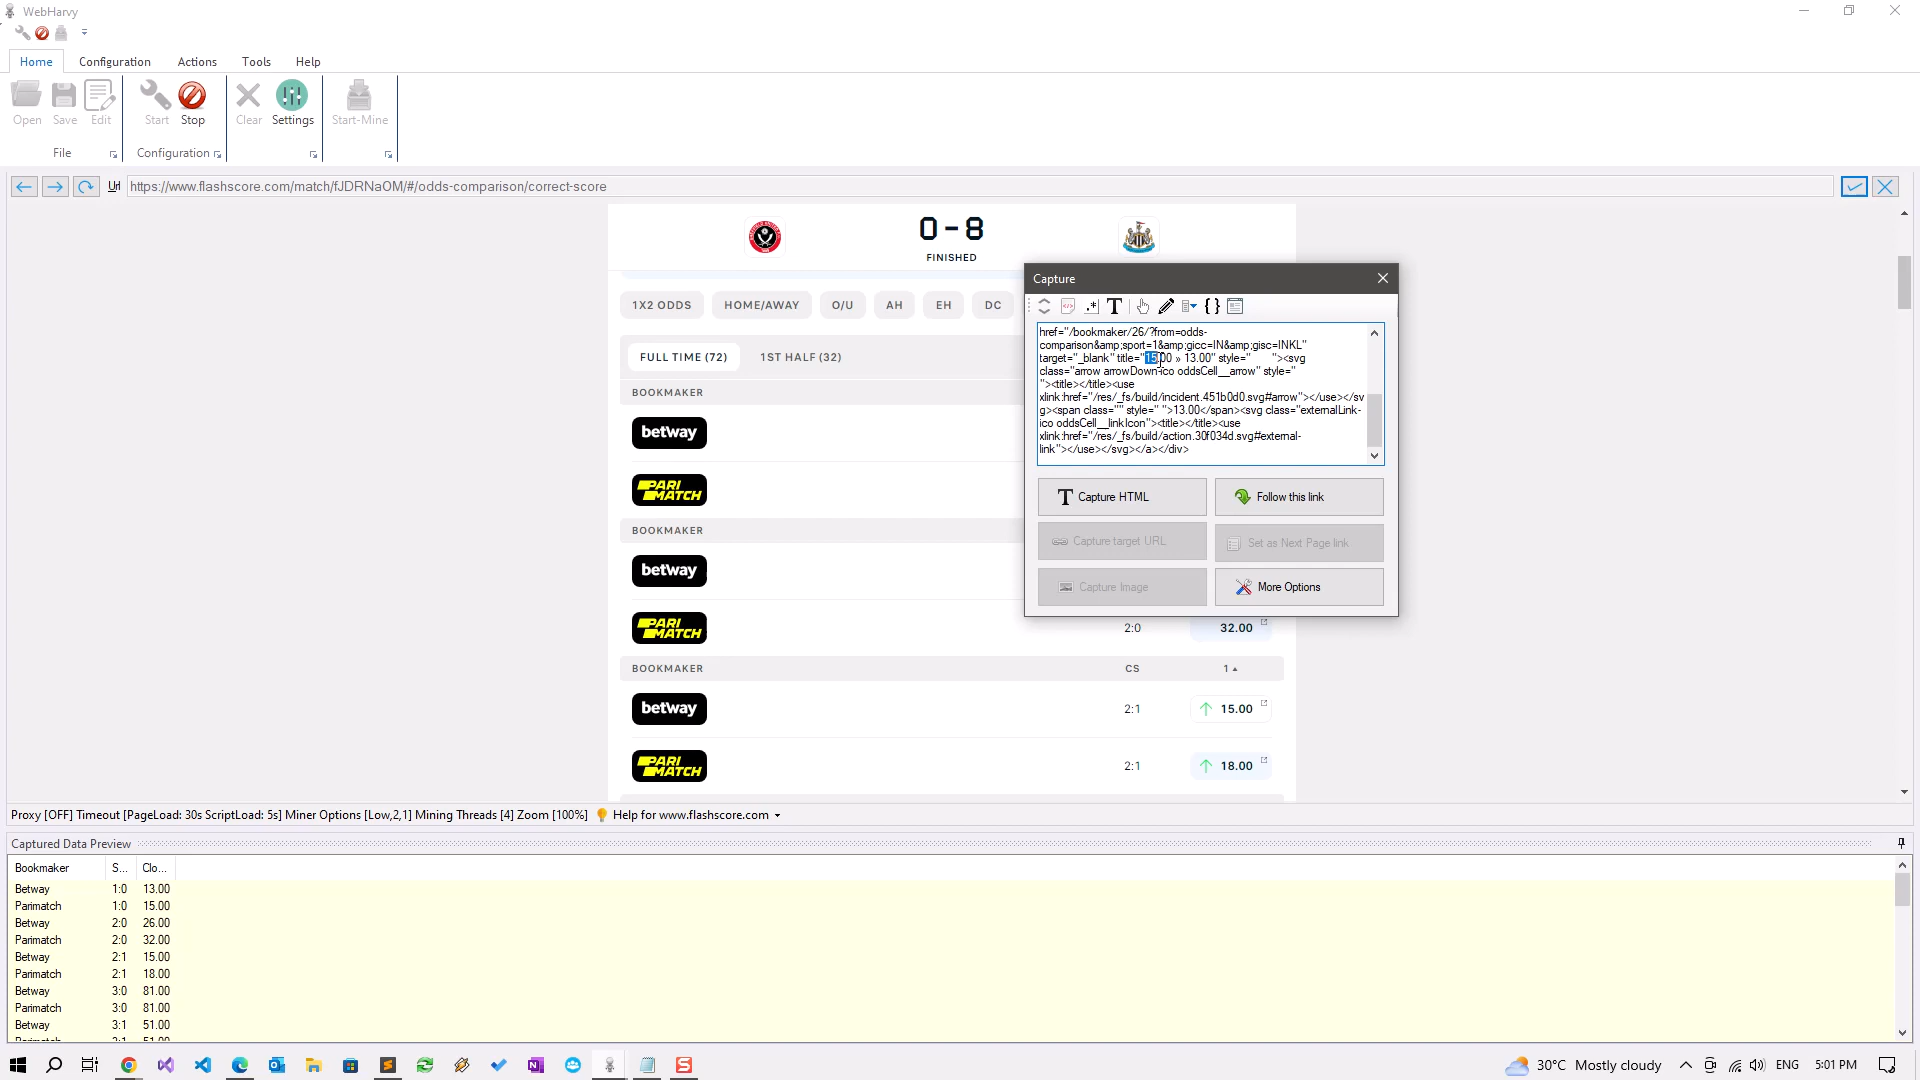 WebHarvy
Home Configuration Actions Tools Help
Open Save Edit Start Stop Clear Settings Start-Mine
File Configuration
Url https://www.flashscore.com/match/fJDRNaOM/#/odds-comparison/correct-score
0 - 8
FINISHED
1X2 ODDS HOME/AWAY O/U AH EH DC
FULL TIME (72) 1ST HALF (32)
BOOKMAKER
betway
PARI MATCH
BOOKMAKER
betway
PARI MATCH 2:0 32.00
BOOKMAKER CS 1
betway 2:1 15.00
PARI MATCH 2:1 18.00
Capture
href="/bookmaker/26/?from=odds-
comparison&amp;sport=1&amp;gicc=IN&amp;gisc=INKL"
target="_blank" title="15.00 » 13.00" style=" "><svg
class="arrow arrowDown-ico oddsCell__arrow" style="
"><title></title><use
xlink:href="/res/_fs/build/incident.451b0d0.svg#arrow"></use></sv
g><span class="" style=" ">13.00</span><svg class="externalLink-
ico oddsCell__linkIcon"><title></title><use
xlink:href="/res/_fs/build/action.30f034d.svg#external-
link"></use></svg></a></div>
Capture HTML Follow this link
Capture target URL Set as Next Page link
Capture Image More Options
Proxy [OFF] Timeout [PageLoad: 30s ScriptLoad: 5s] Miner Options [Low,2,1] Mining Threads [4] Zoom [100%] Help for www.flashscore.com
Captured Data Preview
Bookmaker S... Clo...
Betway 1:0 13.00
Parimatch 1:0 15.00
Betway 2:0 26.00
Parimatch 2:0 32.00
Betway 2:1 15.00
Parimatch 2:1 18.00
Betway 3:0 81.00
Parimatch 3:0 81.00
Betway 3:1 51.00
30°C Mostly cloudy ENG 5:01 PM